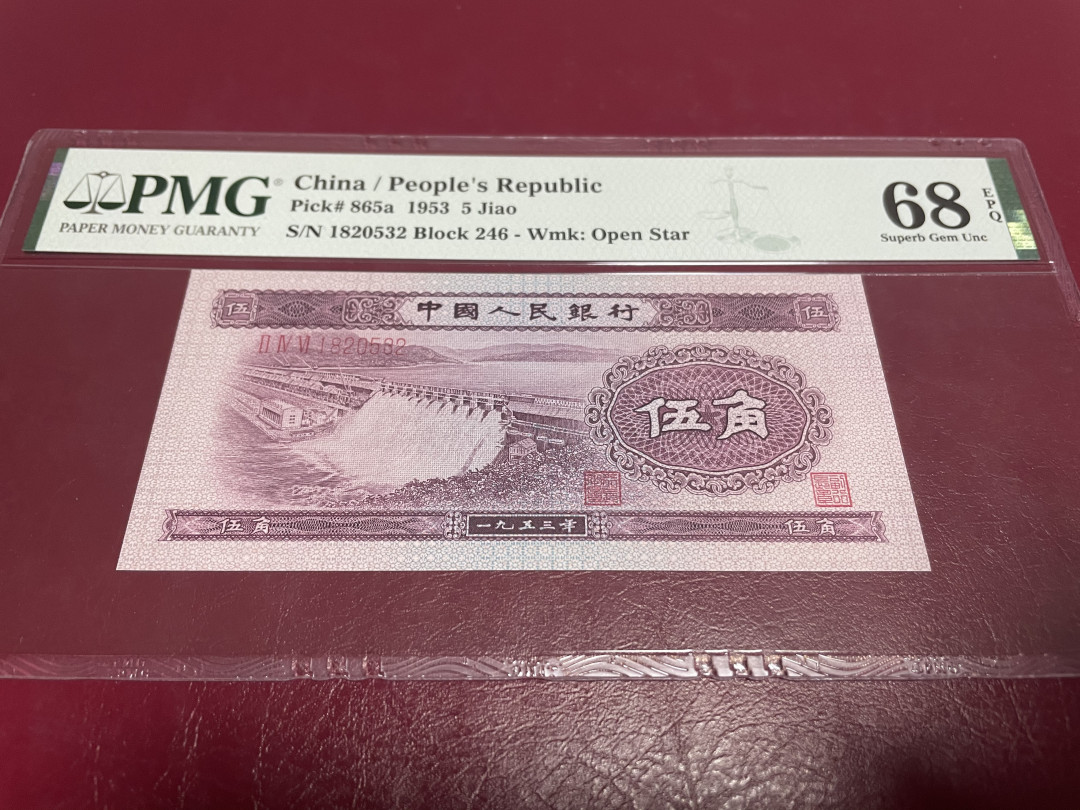 PMG®
PAPER MONEY GUARANTY
China / People's Republic
Pick# 865a 1953 5 Jiao
S/N 1820532 Block 246 - Wmk: Open Star
68
EPQ
Superb Gem Unc
伍 中國人民銀行 伍
II IV VI 1820532
伍角
伍角 一九五三年 伍角